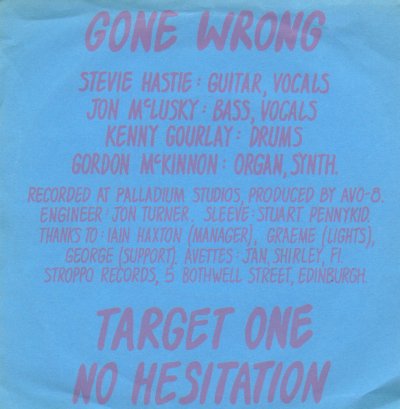 GONE WRONG
STEVIE HASTIE : GUITAR, VOCALS
JON McLUSKY : BASS, VOCALS
KENNY GOURLAY : DRUMS
GORDON McKINNON : ORGAN, SYNTH.
RECORDED AT PALLADIUM STUDIOS, PRODUCED BY AVO-8.
ENGINEER : JON TURNER. SLEEVE : STUART PENNYKID.
THANKS TO : IAIN HAXTON (MANAGER), GRAEME (LIGHTS),
GEORGE (SUPPORT). AVETTES : JAN, SHIRLEY, FI.
STROPPO RECORDS, 5 BOTHWELL STREET, EDINBURGH.
TARGET ONE
NO HESITATION